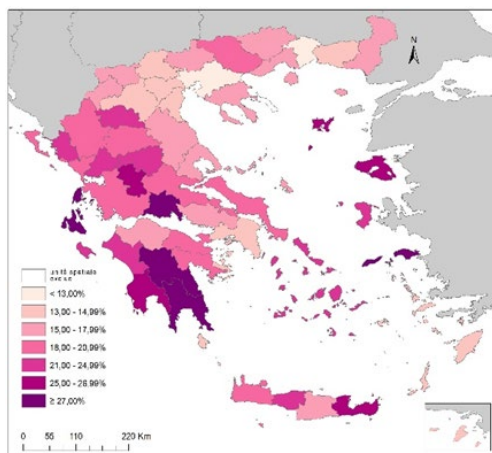 N
< 13,00%
13,00 - 14,99%
15,00 - 17,99%
18,00 - 20,99%
21,00 - 24,99%
25,00 - 26,99%
≥ 27,00%
0 55 110 220 Km